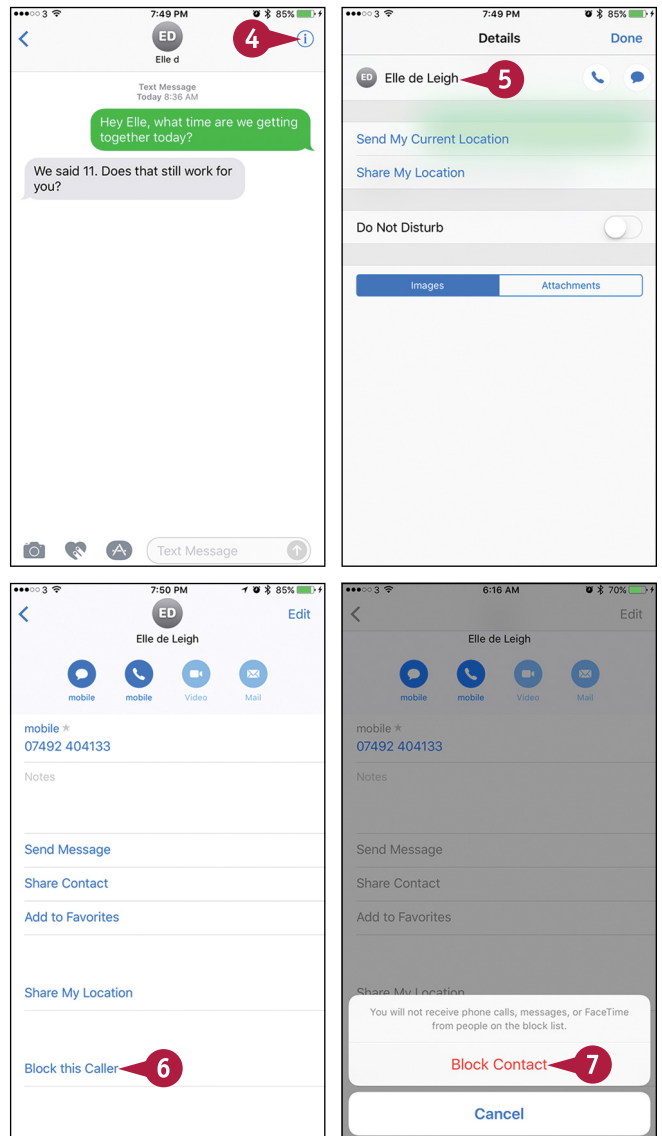 3 7:49 PM 85%
ED
4
Elle d
Text Message
Today 8:36 AM
Hey Elle, what time are we getting
together today?
We said 11. Does that still work for
you?
Text Message
3 7:49 PM 85%
Details Done
ED Elle de Leigh 5
Send My Current Location
Share My Location
Do Not Disturb
Images Attachments
3 7:50 PM 85%
ED Edit
Elle de Leigh
mobile mobile Video Mail
mobile
07492 404133
Notes
Send Message
Share Contact
Add to Favorites
Share My Location
Block this Caller 6
3 6:16 AM 70%
Edit
Elle de Leigh
mobile mobile Video Mail
mobile
07492 404133
Notes
Send Message
Share Contact
Add to Favorites
Share My Location
You will not receive phone calls, messages, or FaceTime
from people on the block list.
Block Contact 7
Cancel